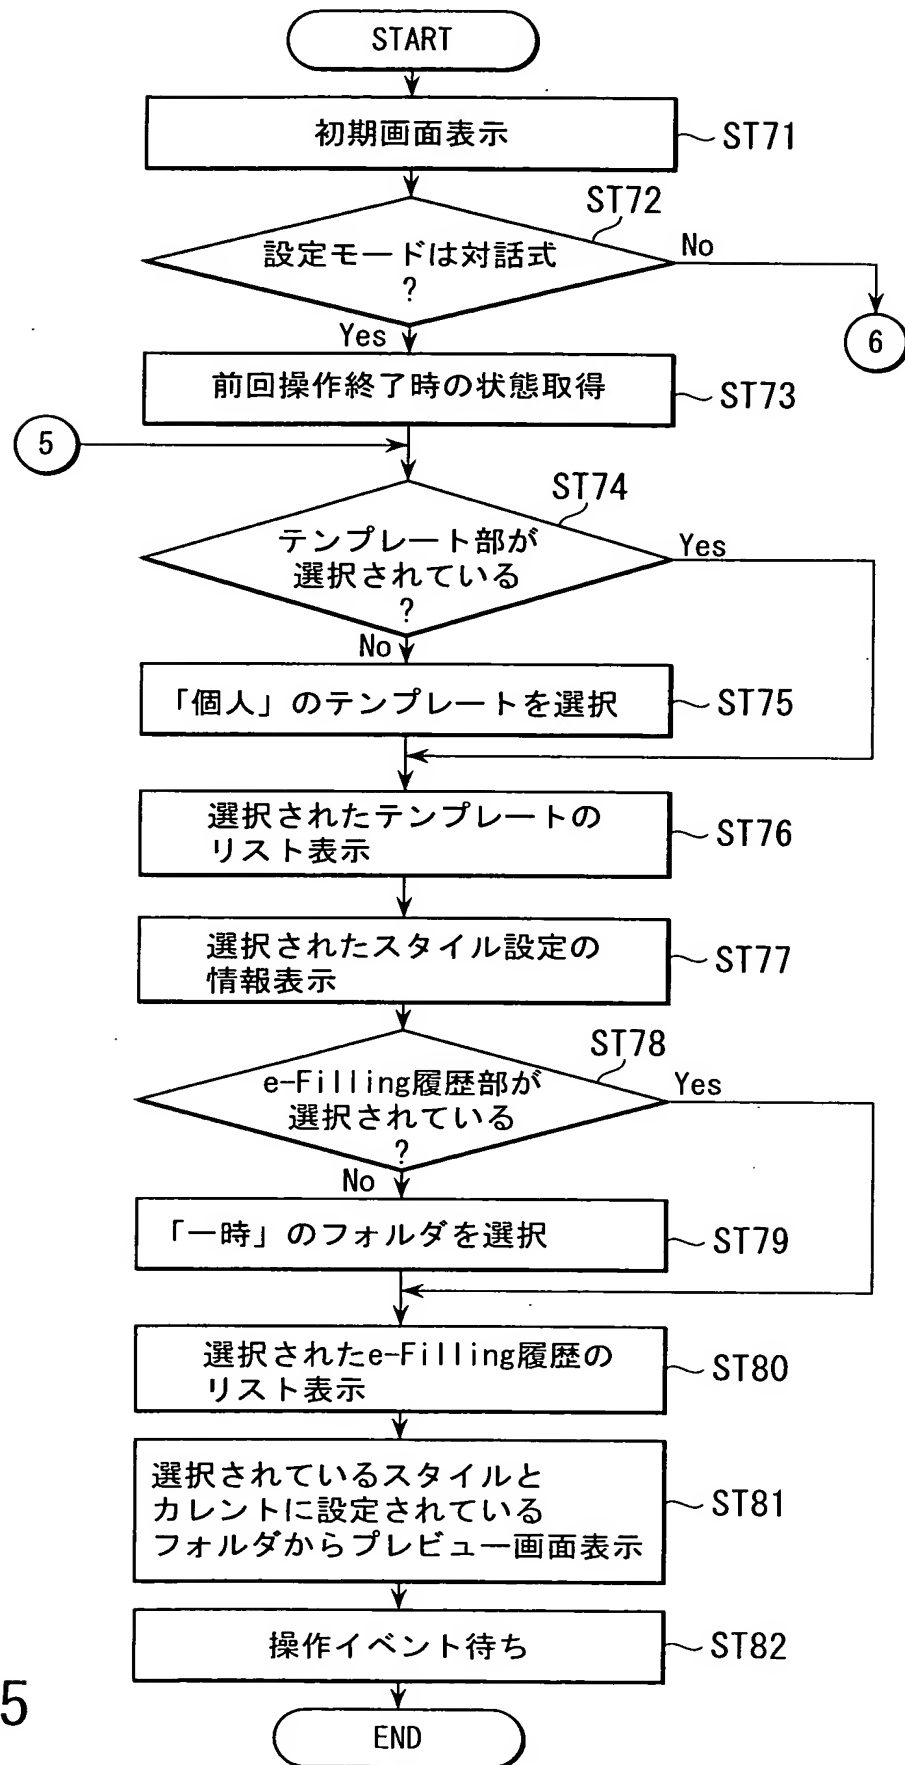 START
初期画面表示
ST71
ST72
設定モードは対話式
?
No
Yes
6
前回操作終了時の状態取得
ST73
5
ST74
テンプレート部が
選択されている
?
Yes
No
「個人」のテンプレートを選択
ST75
選択されたテンプレートの
リスト表示
ST76
選択されたスタイル設定の
情報表示
ST77
ST78
e-Filling履歴部が
選択されている
?
Yes
No
「一時」のフォルダを選択
ST79
選択されたe-Filling履歴の
リスト表示
ST80
選択されているスタイルと
カレントに設定されている
フォルダからプレビュー画面表示
ST81
操作イベント待ち
ST82
5
END